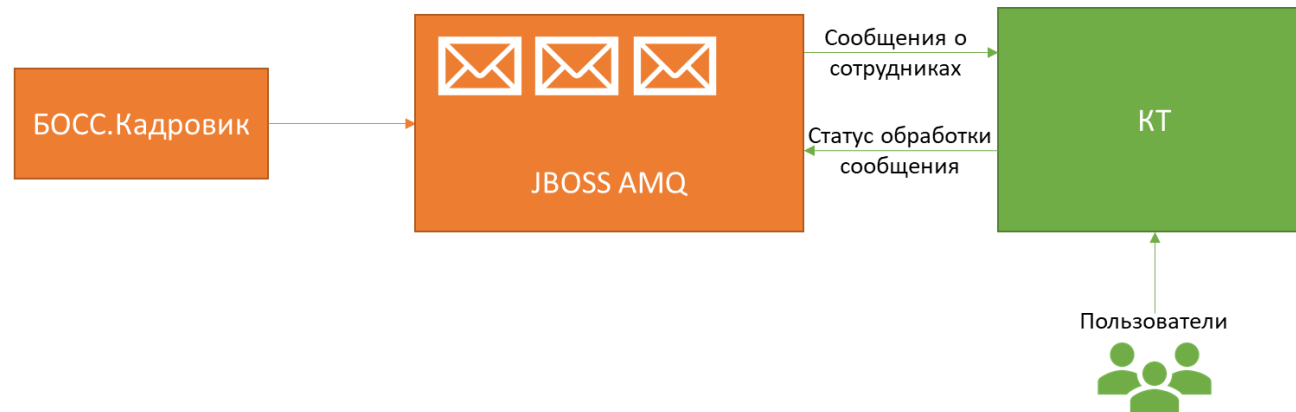 Сообщения о
сотрудниках
БОСС.Кадровик
КТ
Статус обработки
сообщения
JBOSS AMQ
Пользователи